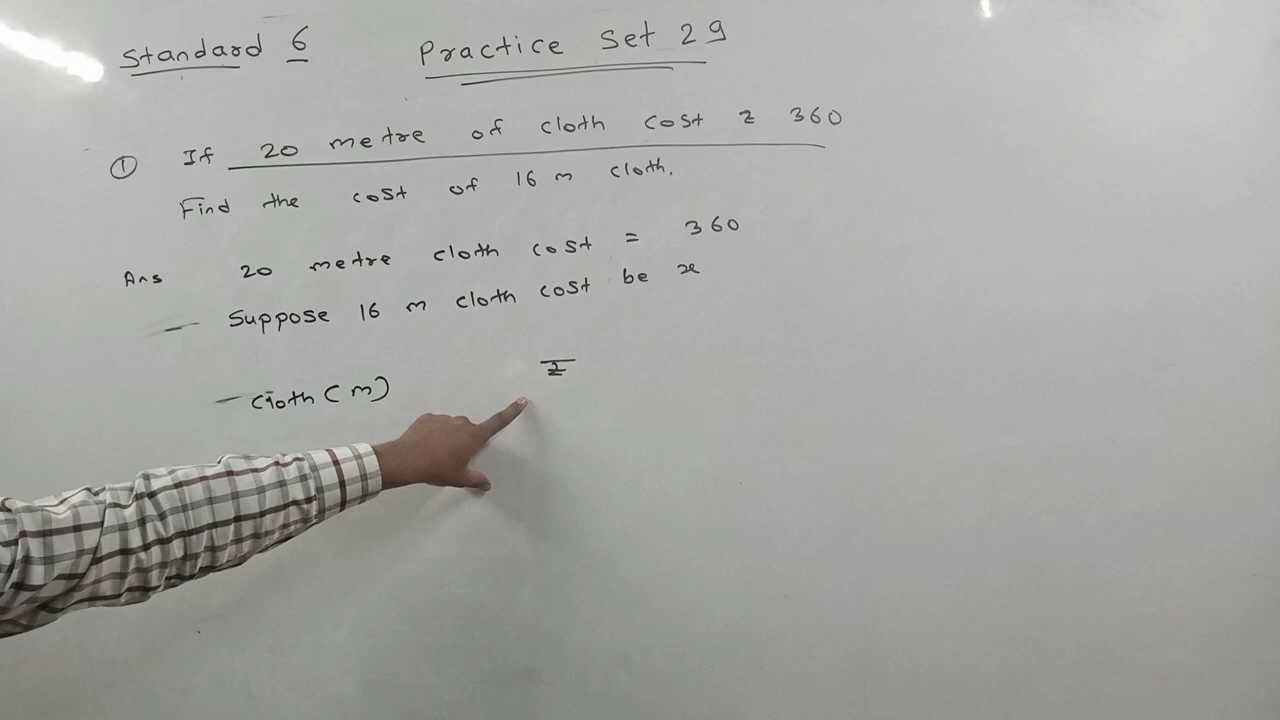 Standard 6 Practice Set 29
① If 20 metre of cloth cost ₹ 360
Find the cost of 16 m cloth.
Ans 20 metre cloth cost = 360
- Suppose 16 m cloth cost be x
- Cloth (m) ₹